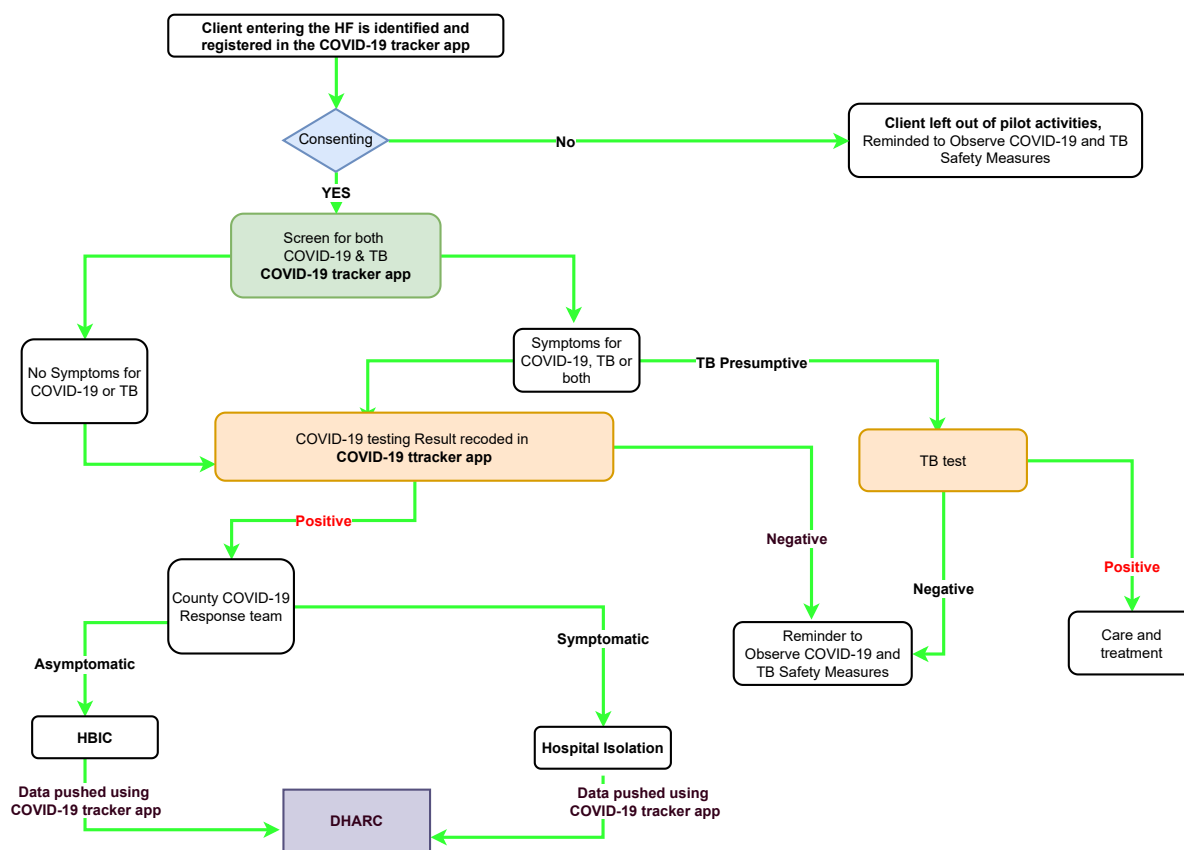 Client entering the HF is identified and
registered in the COVID-19 tracker app
Consenting
No
Client left out of pilot activities,
Reminded to Observe COVID-19 and TB
Safety Measures
YES
Screen for both
COVID-19 & TB
COVID-19 tracker app
No Symptoms for
COVID-19 or TB
Symptoms for
COVID-19, TB or
both
TB Presumptive
COVID-19 testing Result recoded in
COVID-19 ttracker app
TB test
Positive
Negative
Negative
Positive
County COVID-19
Response team
Asymptomatic
Symptomatic
Reminder to
Observe COVID-19 and
TB Safety Measures
Care and
treatment
HBIC
Hospital Isolation
Data pushed using
COVID-19 tracker app
DHARC
Data pushed using
COVID-19 tracker app